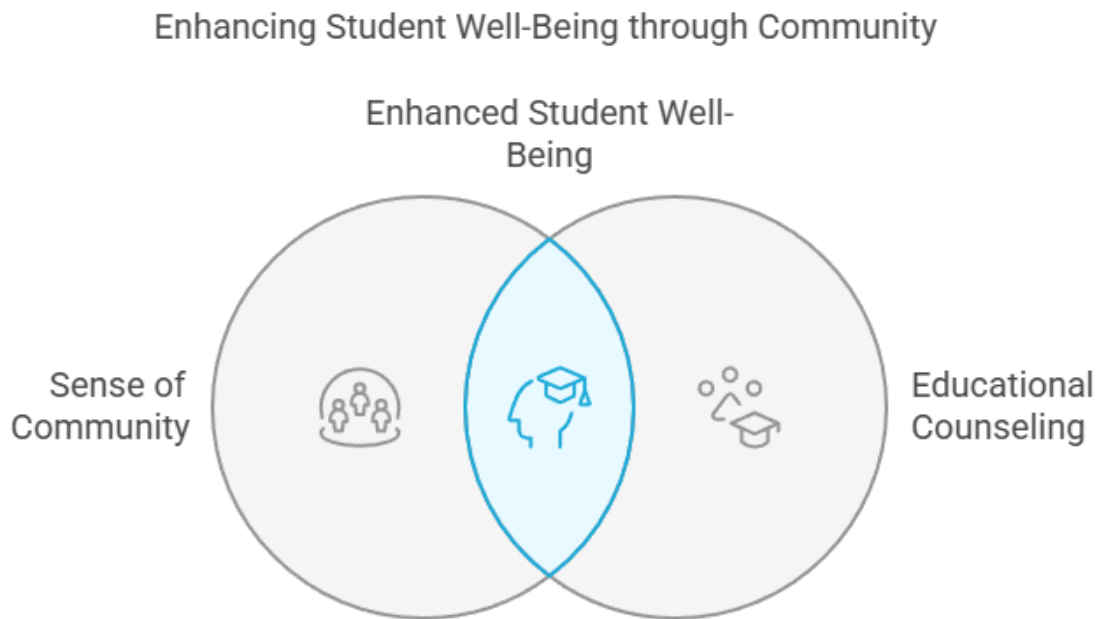 Enhancing Student Well-Being through Community
Enhanced Student Well-
Being
Sense of
Community
Educational
Counseling